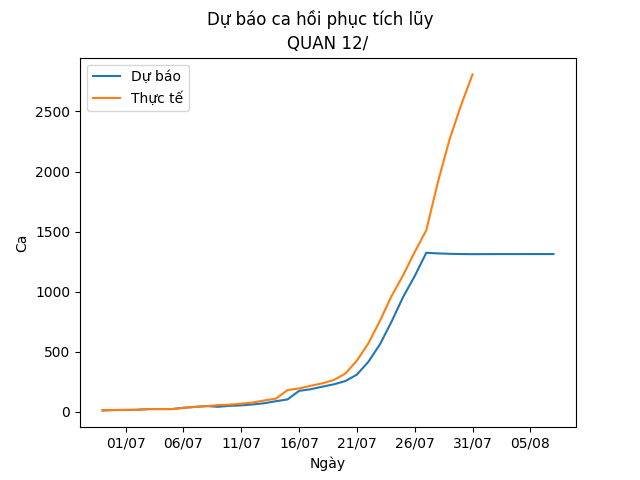 Dự báo ca hồi phục tích lũy
QUAN 12/
Dự báo
Thực tế
2500
2000
1500
1000
500
0
Ca
01/07 06/07 11/07 16/07 21/07 26/07 31/07 05/08
Ngày